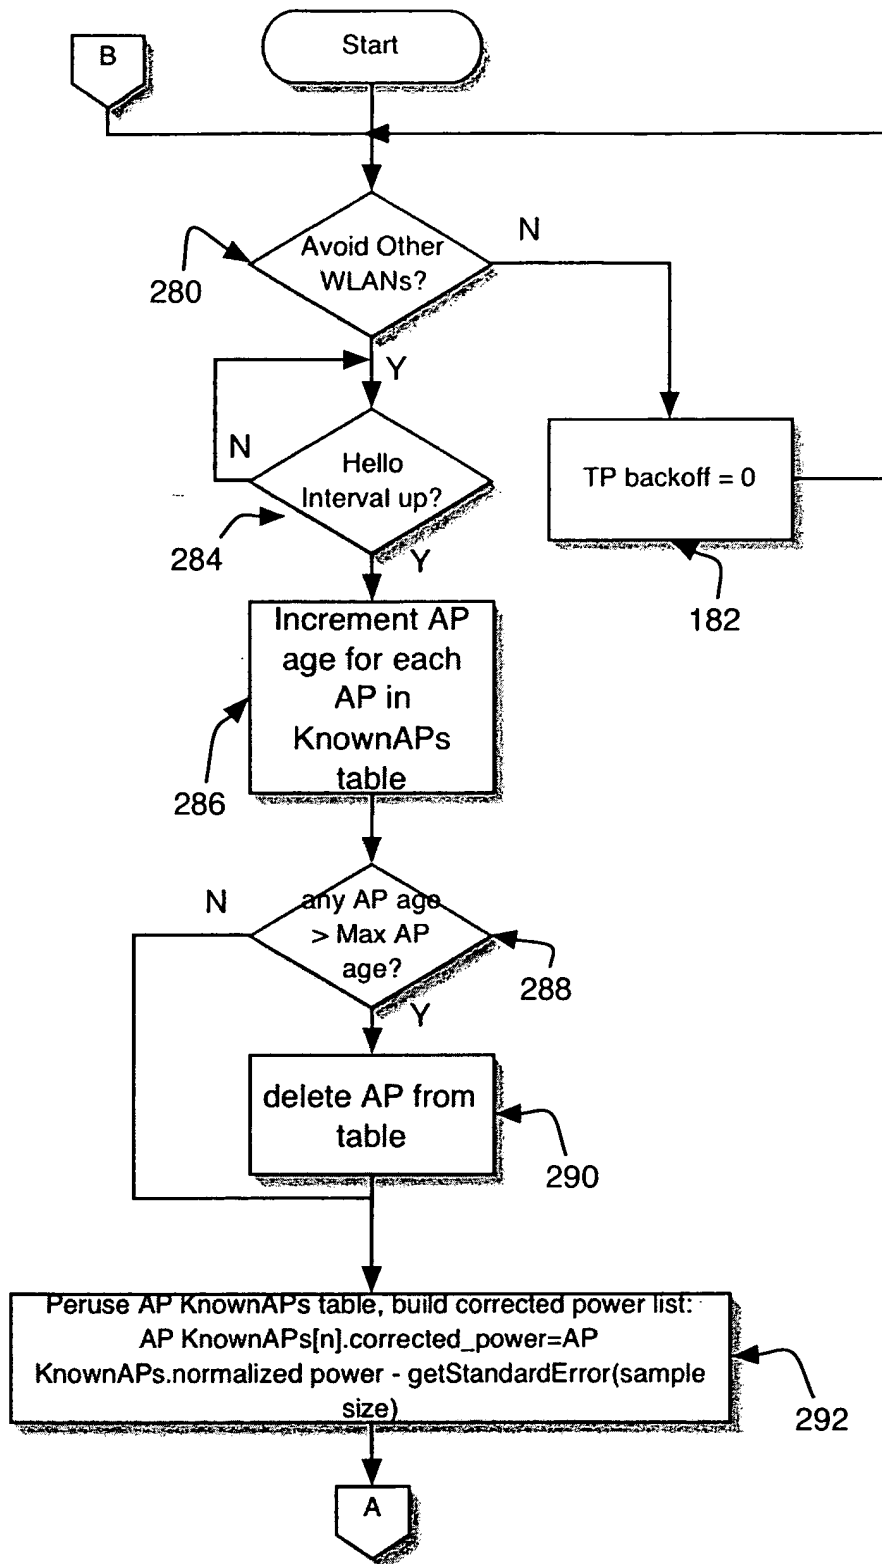 B
Start
Avoid Other
WLANs?
N
280
Y
N
Hello
Interval up?
284
TP backoff = 0
182
Y
Increment AP
age for each
AP in
KnownAPs
table
286
N
any AP age
> Max AP
age?
288
Y
delete AP from
table
290
Peruse AP KnownAPs table, build corrected power list:
AP KnownAPs[n].corrected_power=AP
KnownAPs.normalized power - getStandardError(sample
size)
292
A